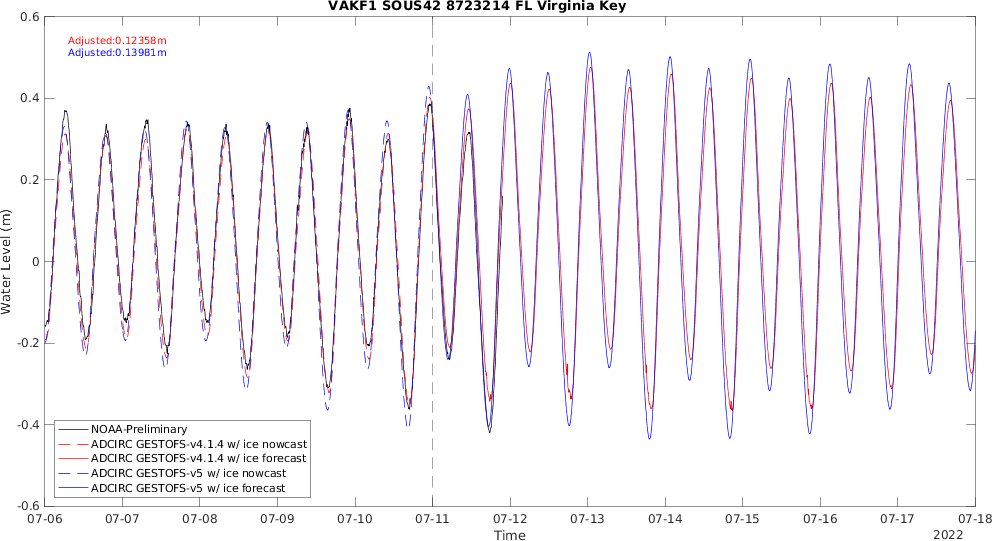 VAKF1 SOUS42 8723214 FL Virginia Key
Adjusted:0.12358m
Adjusted:0.13981m
0.6
0.4
0.2
0
-0.2
-0.4
-0.6
Water Level (m)
NOAA-Preliminary
ADCIRC GESTOFS-v4.1.4 w/ ice nowcast
ADCIRC GESTOFS-v4.1.4 w/ ice forecast
ADCIRC GESTOFS-v5 w/ ice nowcast
ADCIRC GESTOFS-v5 w/ ice forecast
07-06 07-07 07-08 07-09 07-10 07-11 07-12 07-13 07-14 07-15 07-16 07-17 07-18
Time
2022